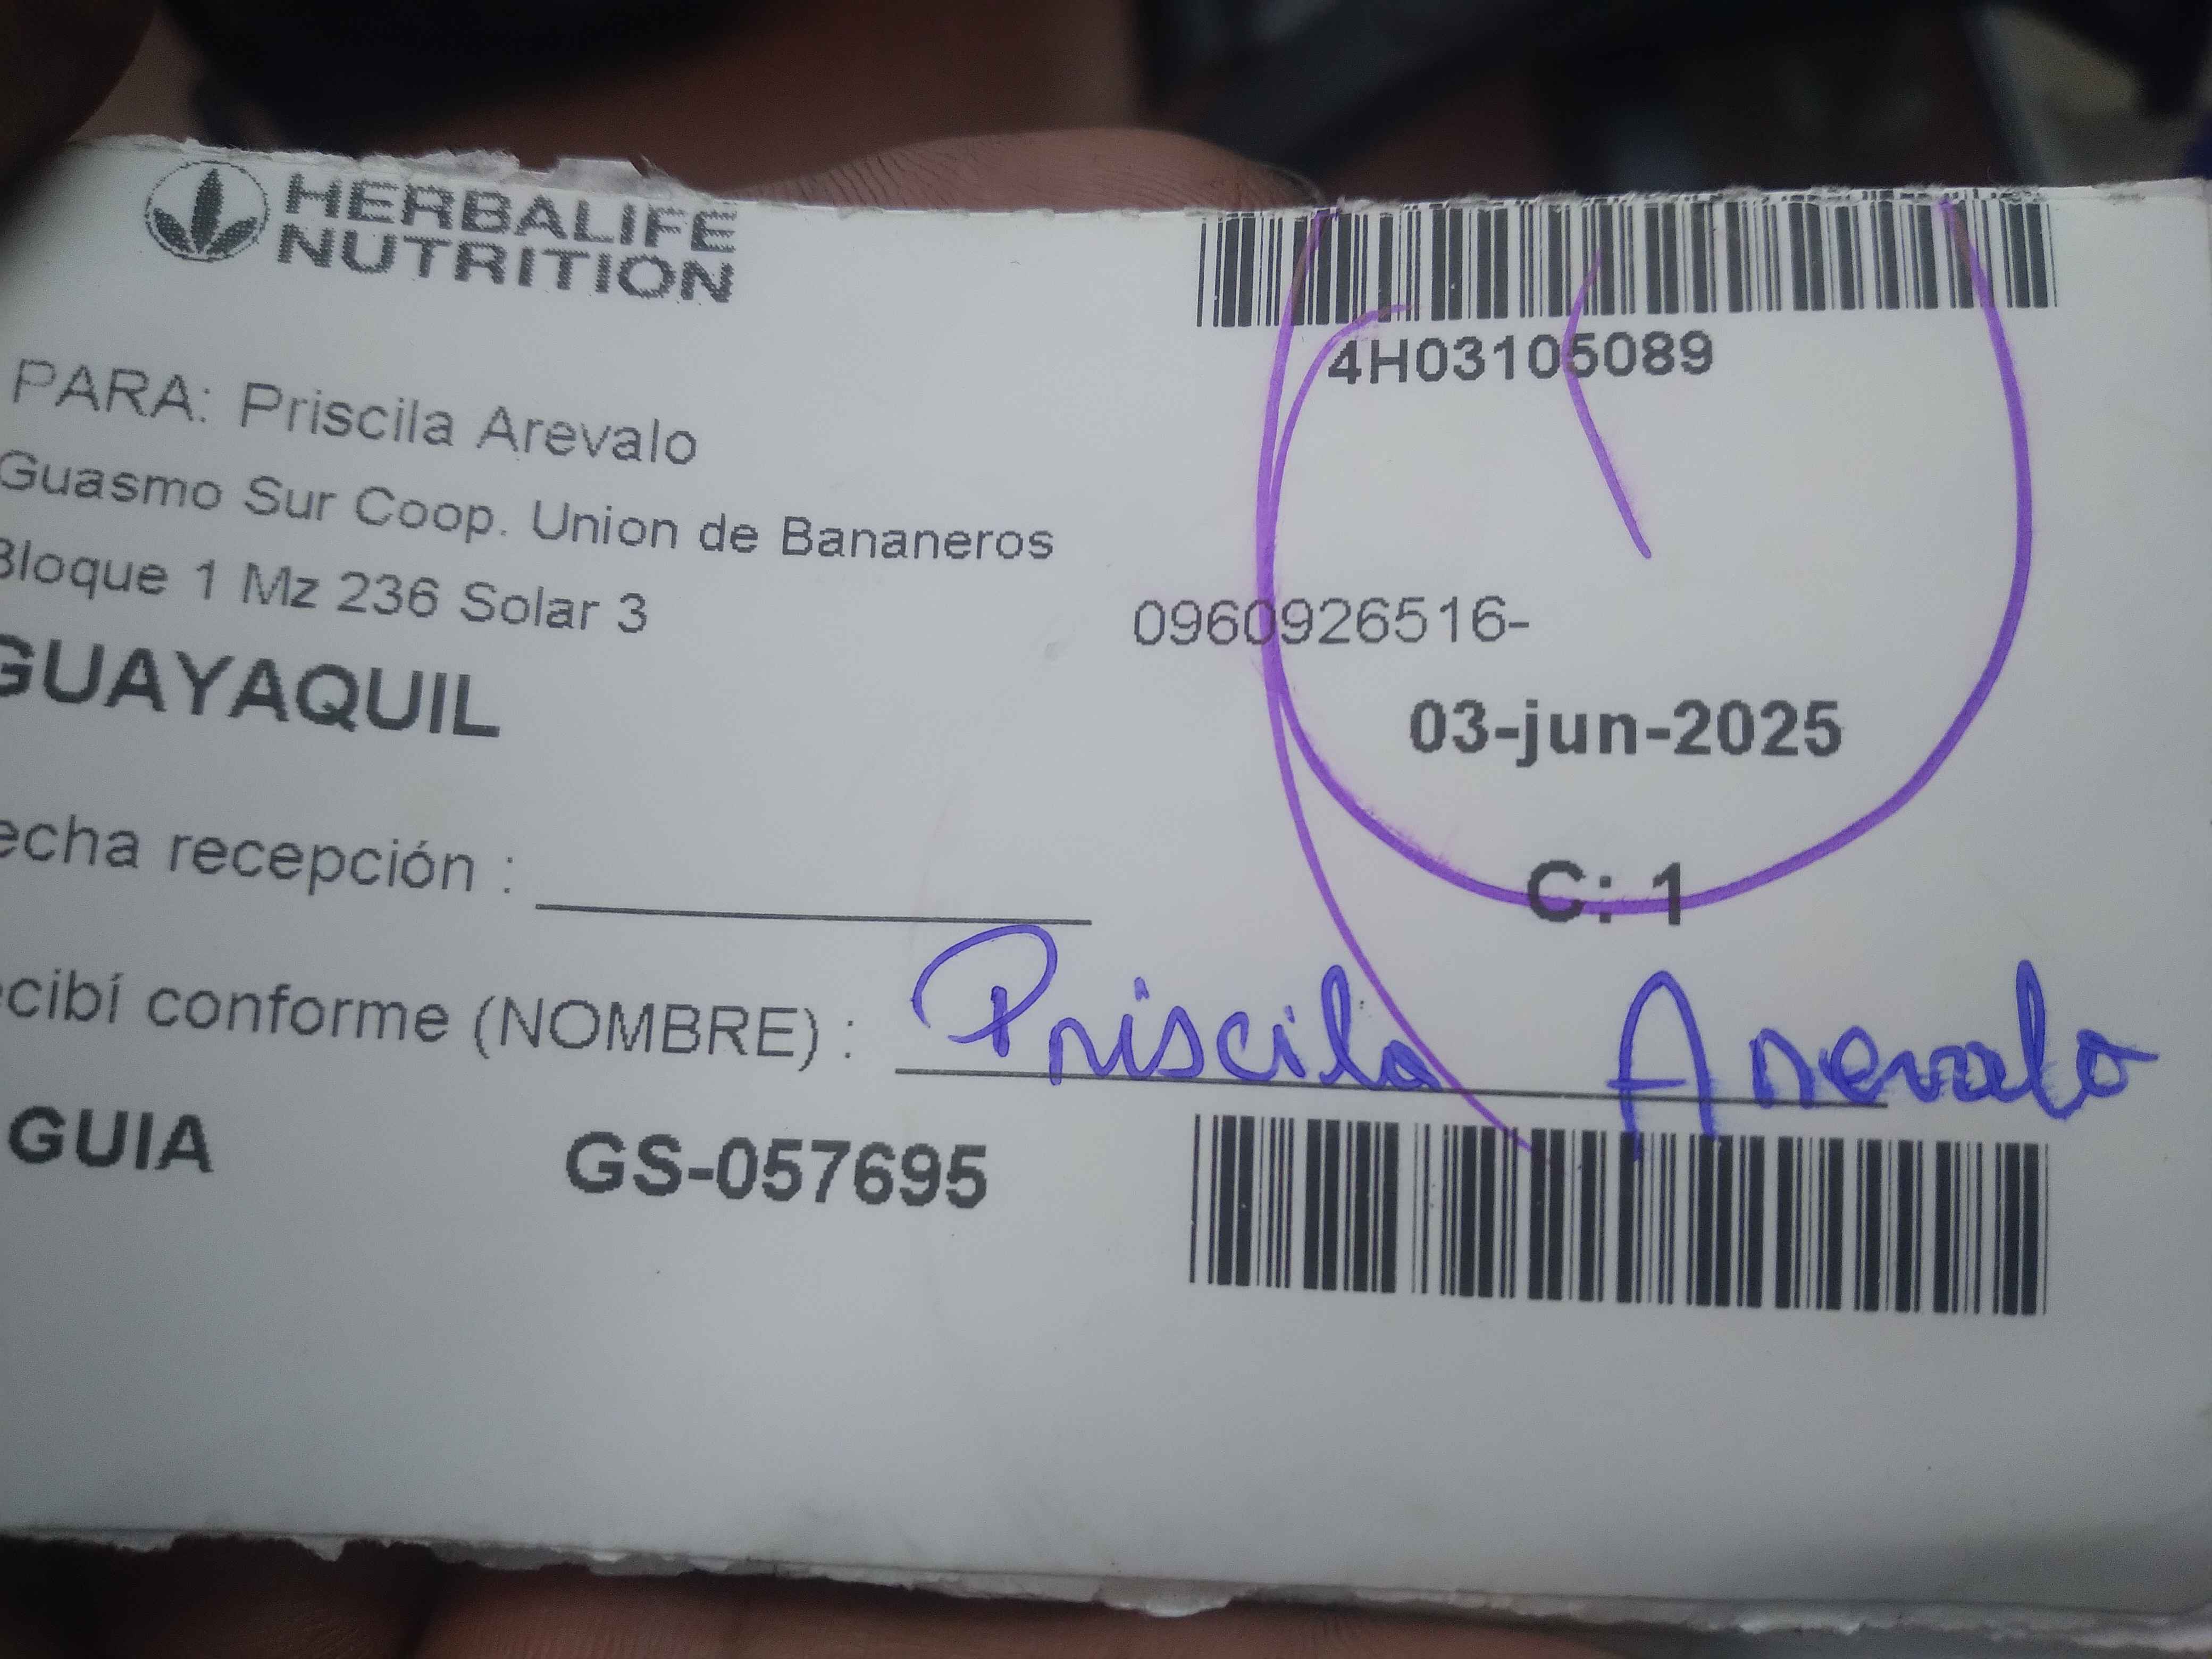 HERBALIFE
NUTRITION
4H03105089
PARA: Priscila Arevalo
Guasmo Sur Coop. Union de Bananeros
Bloque 1 Mz 236 Solar 3
0960926516-
GUAYAQUIL
03-jun-2025
echa recepción :
C: 1
cibí conforme (NOMBRE) : Priscila Arevalo
GUIA GS-057695